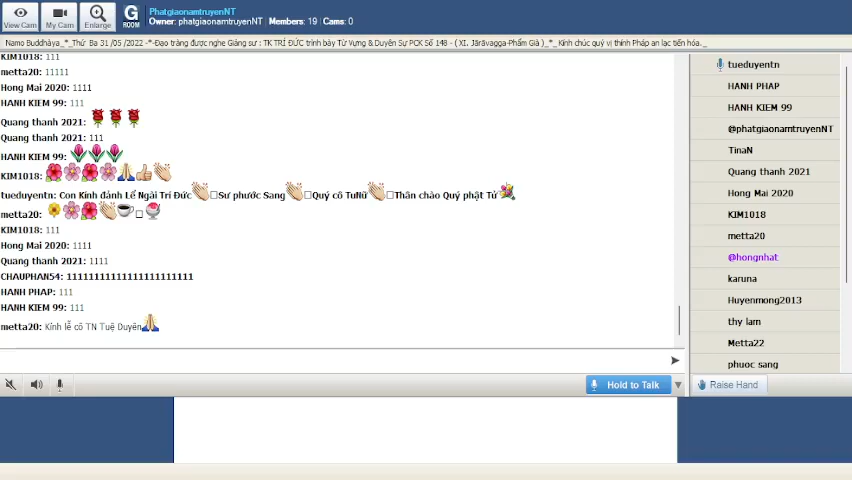 PhatgiaonamtruyenNT
Owner: phatgiaonamtruyenNT | Members: 19 | Cams: 0
View Cam
My Cam
Enlarge
G
ROOM
Namo Buddhàya_*_Thứ Ba 31/05/2022 -*-Đạo tràng được nghe Giảng sư : TK TRÍ ĐỨC trình bày Từ Vựng & Duyên Sự PCK Số 148 - ( XI. Járāvagga-Phẩm Già )_*_ Kính chúc quý vị thính Pháp an lạc tiến hóa._
KIM1018: 111
metta20: 11111
Hong Mai 2020: 1111
HANH KIEM 99: 111
Quang thanh 2021:
Quang thanh 2021: 111
HANH KIEM 99:
KIM1018:
tueduyentn: Con Kính đảnh Lể Ngài Trí Đức Sư phước Sang Quý cô TuNữ Thân chào Quý phật Tử
metta20:
KIM1018: 111
Hong Mai 2020: 1111
Quang thanh 2021: 1111
CHAUPHAN54: 1111111111111111111111
HANH PHAP: 111
HANH KIEM 99: 111
metta20: Kính lễ cô TN Tuệ Duyên
tueduyentn
HANH PHAP
HANH KIEM 99
@phatgiaonamtruyenNT
TinaN
Quang thanh 2021
Hong Mai 2020
KIM1018
metta20
@hongnhat
karuna
Huyenmong2013
thy lam
Metta22
phuoc sang
Hold to Talk
Raise Hand